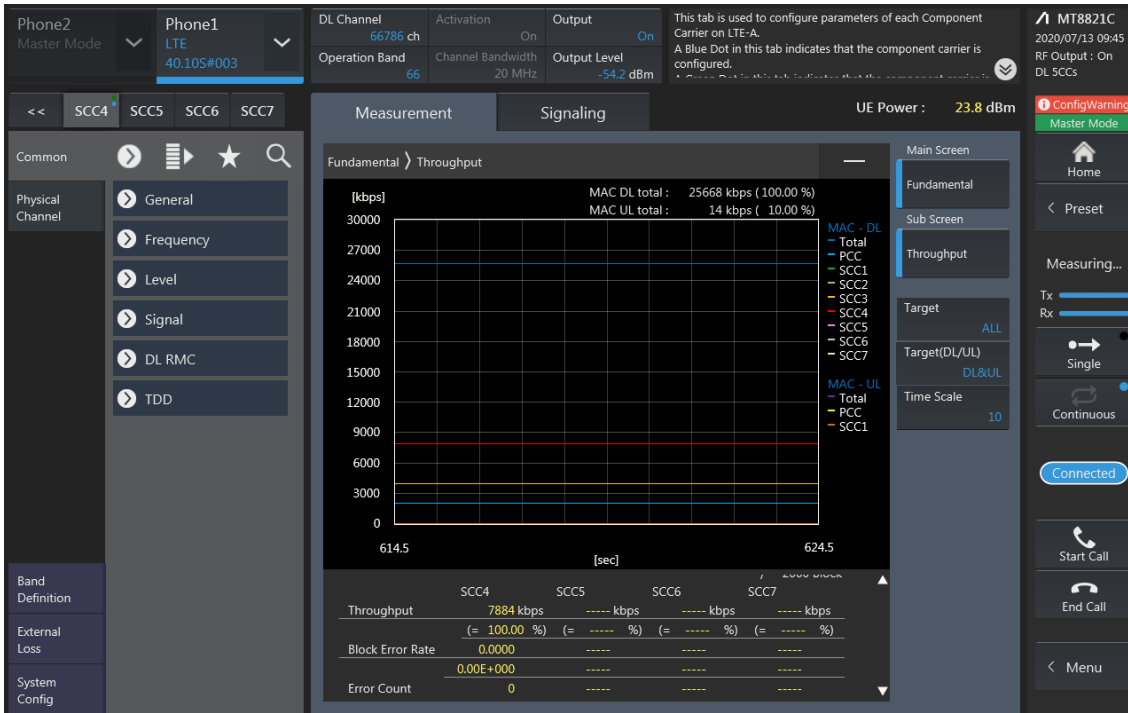 Phone2
Master Mode
Phone1
LTE
40.10S#003
DL Channel
66786 ch
Operation Band
66
Activation
On
Channel Bandwidth
20 MHz
Output
On
Output Level
-54.2 dBm
This tab is used to configure parameters of each Component
Carrier on LTE-A.
A Blue Dot in this tab indicates that the component carrier is
configured.
MT8821C
2020/07/13 09:45
RF Output : On
DL 5CCs
<< SCC4 SCC5 SCC6 SCC7
Measurement
Signaling
UE Power : 23.8 dBm
ConfigWarning
Master Mode
Common
Physical
Channel
General
Frequency
Level
Signal
DL RMC
TDD
Band
Definition
External
Loss
System
Config
Fundamental 〉 Throughput
[kbps]
MAC DL total : 25668 kbps ( 100.00 %)
MAC UL total : 14 kbps ( 10.00 %)
30000
27000
24000
21000
18000
15000
12000
9000
6000
3000
0
614.5
624.5
[sec]
MAC - DL
Total
PCC
SCC1
SCC2
SCC3
SCC4
SCC5
SCC6
SCC7
MAC - UL
Total
PCC
SCC1
SCC4 SCC5 SCC6 SCC7
Throughput 7884 kbps ----- kbps ----- kbps ----- kbps
(= 100.00 %) (= ----- %) (= ----- %) (= ----- %)
Block Error Rate 0.0000 ----- ----- -----
0.00E+000 ----- ----- -----
Error Count 0 ----- ----- -----
Main Screen
Fundamental
Sub Screen
Throughput
Target
ALL
Target(DL/UL)
DL&UL
Time Scale
10
Home
< Preset
Measuring...
Tx
Rx
Single
Continuous
Connected
Start Call
End Call
< Menu